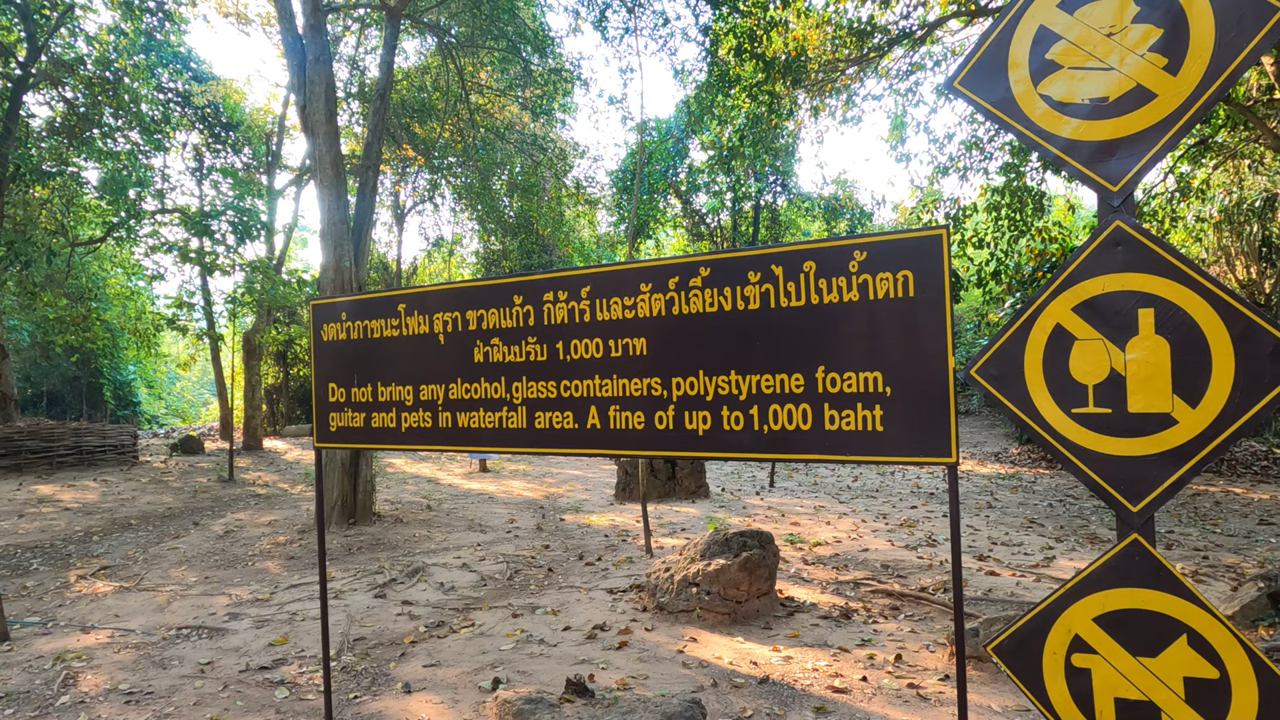 งดนำภาชนะโฟม สุรา ขวดแก้ว กีต้าร์ และสัตว์เลี้ยง เข้าไปในน้ำตก
ฝ่าฝืนปรับ 1,000 บาท
Do not bring any alcohol, glass containers, polystyrene foam,
guitar and pets in waterfall area. A fine of up to 1,000 baht